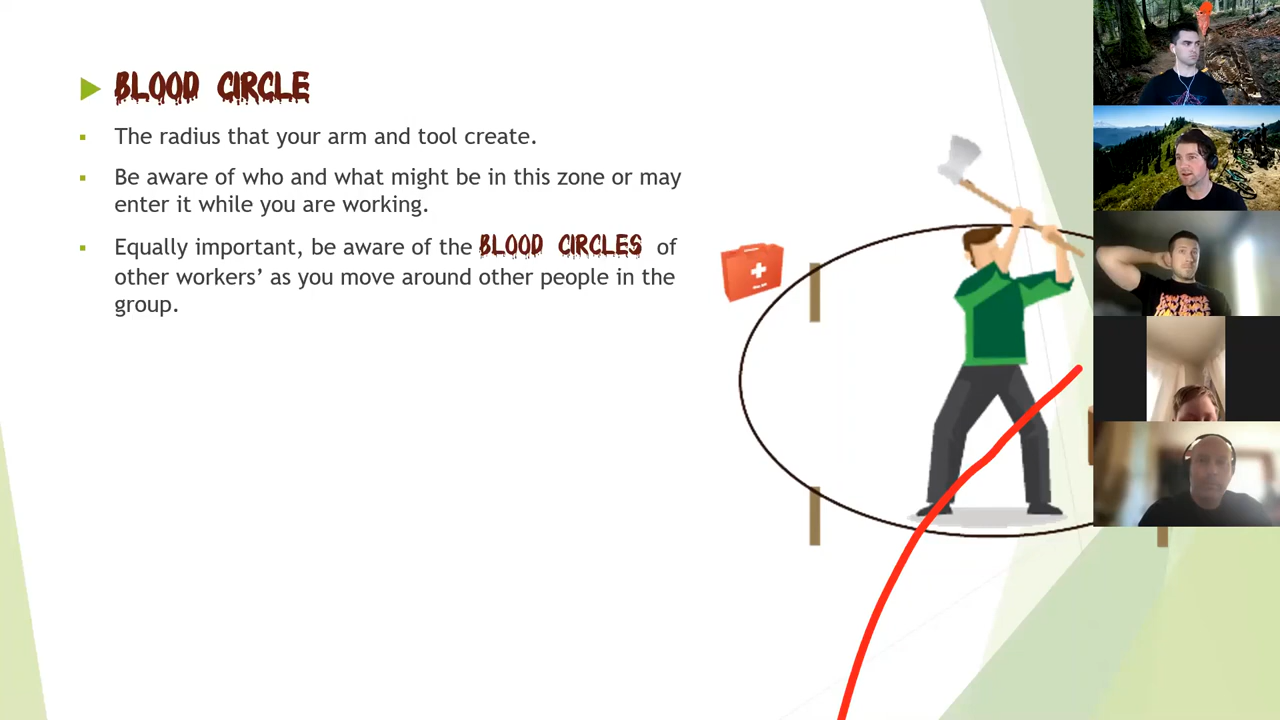 BLOOD CIRCLE
The radius that your arm and tool create.
Be aware of who and what might be in this zone or may
enter it while you are working.
Equally important, be aware of the BLOOD CIRCLES of
other workers’ as you move around other people in the
group.